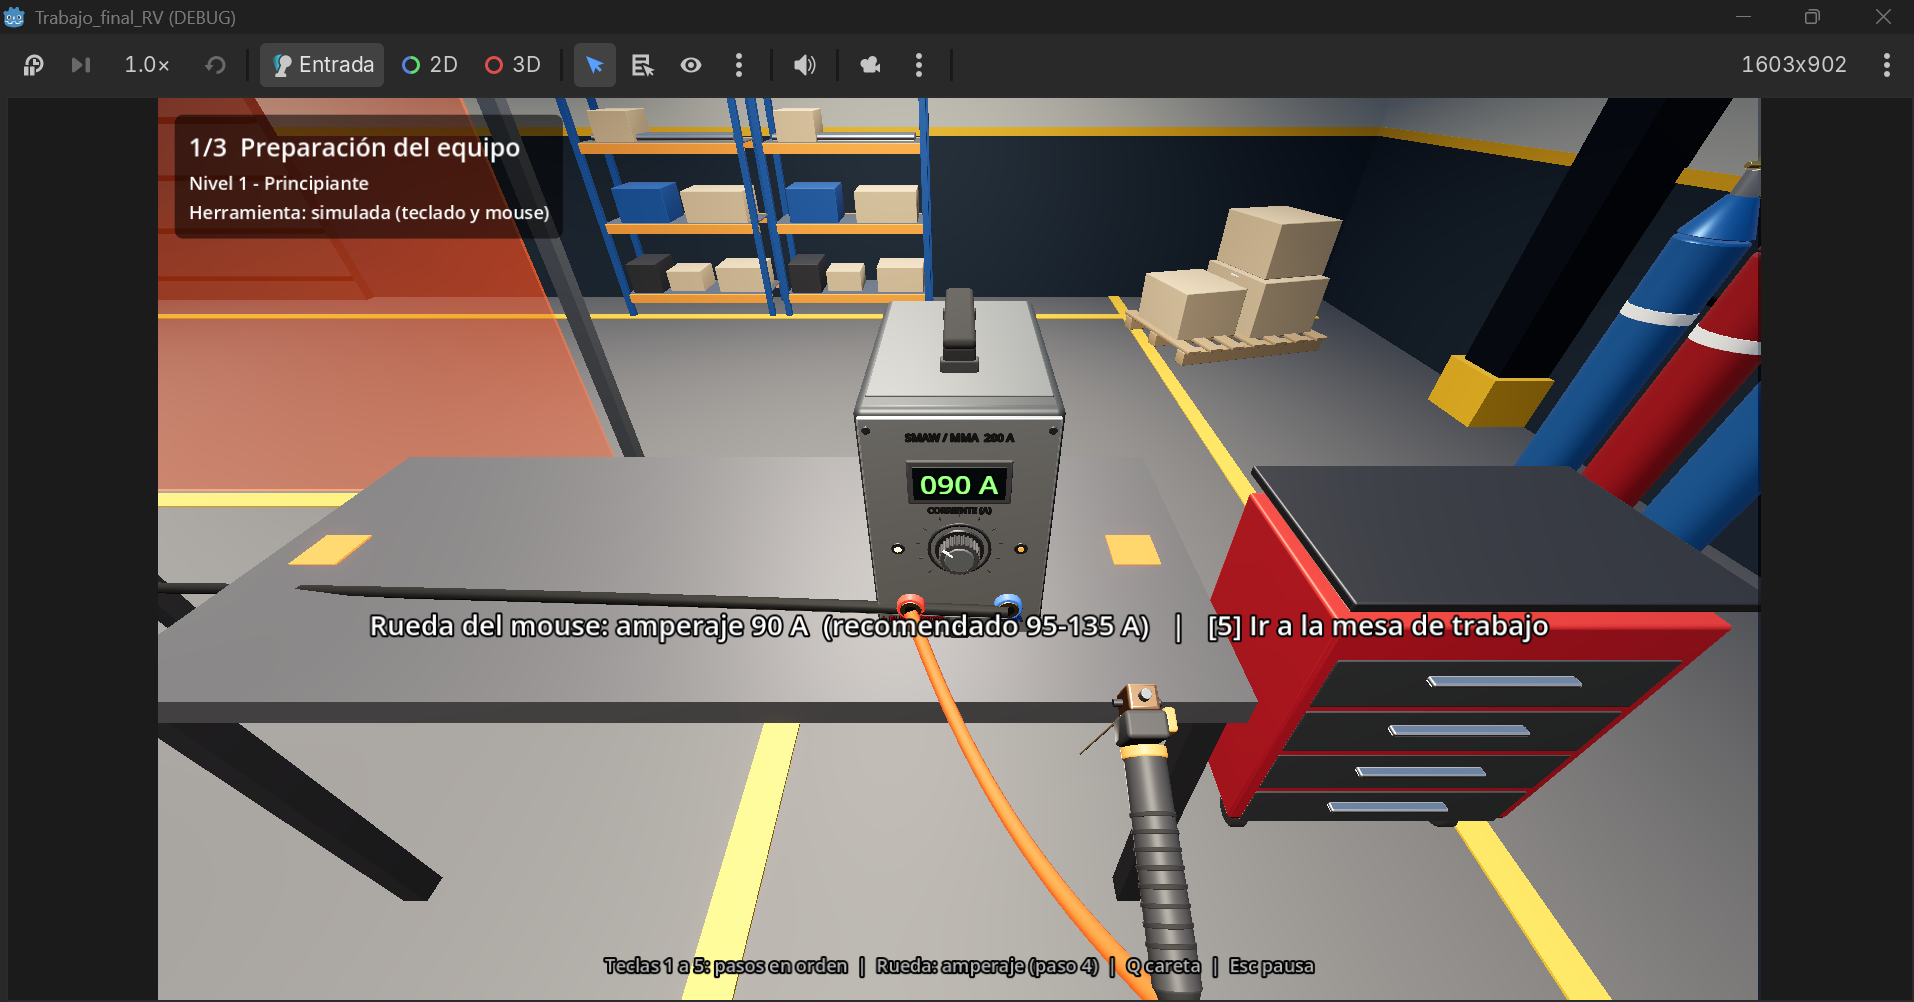 Trabajo_final_RV (DEBUG)
1.0×
Entrada
2D
3D
1603x902
1/3 Preparación del equipo
Nivel 1 - Principiante
Herramienta: simulada (teclado y mouse)
SMAW / MMA 200 A
090 A
CORRIENTE (A)
Rueda del mouse: amperaje 90 A (recomendado 95-135 A) | [5] Ir a la mesa de trabajo
Teclas 1 a 5: pasos en orden | Rueda: amperaje (paso 4) | Q careta | Esc pausa